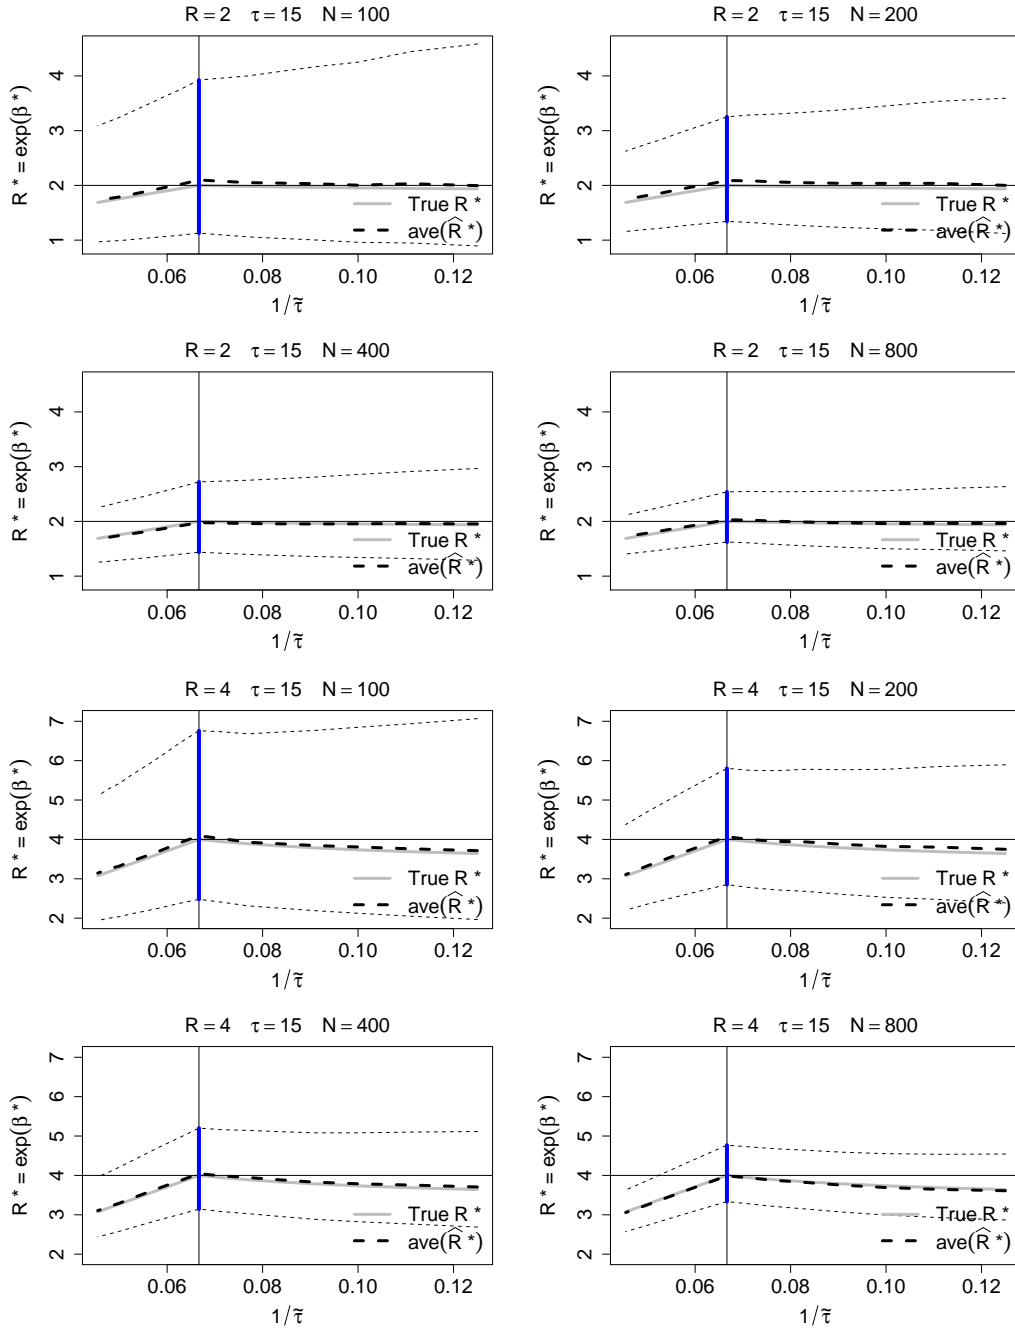 R = 2 τ = 15 N = 100
R * = exp(β *)
1 2 3 4
True R *
ave(R̂ *)
0.06 0.08 0.10 0.12
1/τ̃
R = 2 τ = 15 N = 200
R * = exp(β *)
1 2 3 4
True R *
ave(R̂ *)
0.06 0.08 0.10 0.12
1/τ̃
R = 2 τ = 15 N = 400
R * = exp(β *)
1 2 3 4
True R *
ave(R̂ *)
0.06 0.08 0.10 0.12
1/τ̃
R = 2 τ = 15 N = 800
R * = exp(β *)
1 2 3 4
True R *
ave(R̂ *)
0.06 0.08 0.10 0.12
1/τ̃
R = 4 τ = 15 N = 100
R * = exp(β *)
2 3 4 5 6 7
True R *
ave(R̂ *)
0.06 0.08 0.10 0.12
1/τ̃
R = 4 τ = 15 N = 200
R * = exp(β *)
2 3 4 5 6 7
True R *
ave(R̂ *)
0.06 0.08 0.10 0.12
1/τ̃
R = 4 τ = 15 N = 400
R * = exp(β *)
2 3 4 5 6 7
True R *
ave(R̂ *)
0.06 0.08 0.10 0.12
1/τ̃
R = 4 τ = 15 N = 800
R * = exp(β *)
2 3 4 5 6 7
True R *
ave(R̂ *)
0.06 0.08 0.10 0.12
1/τ̃